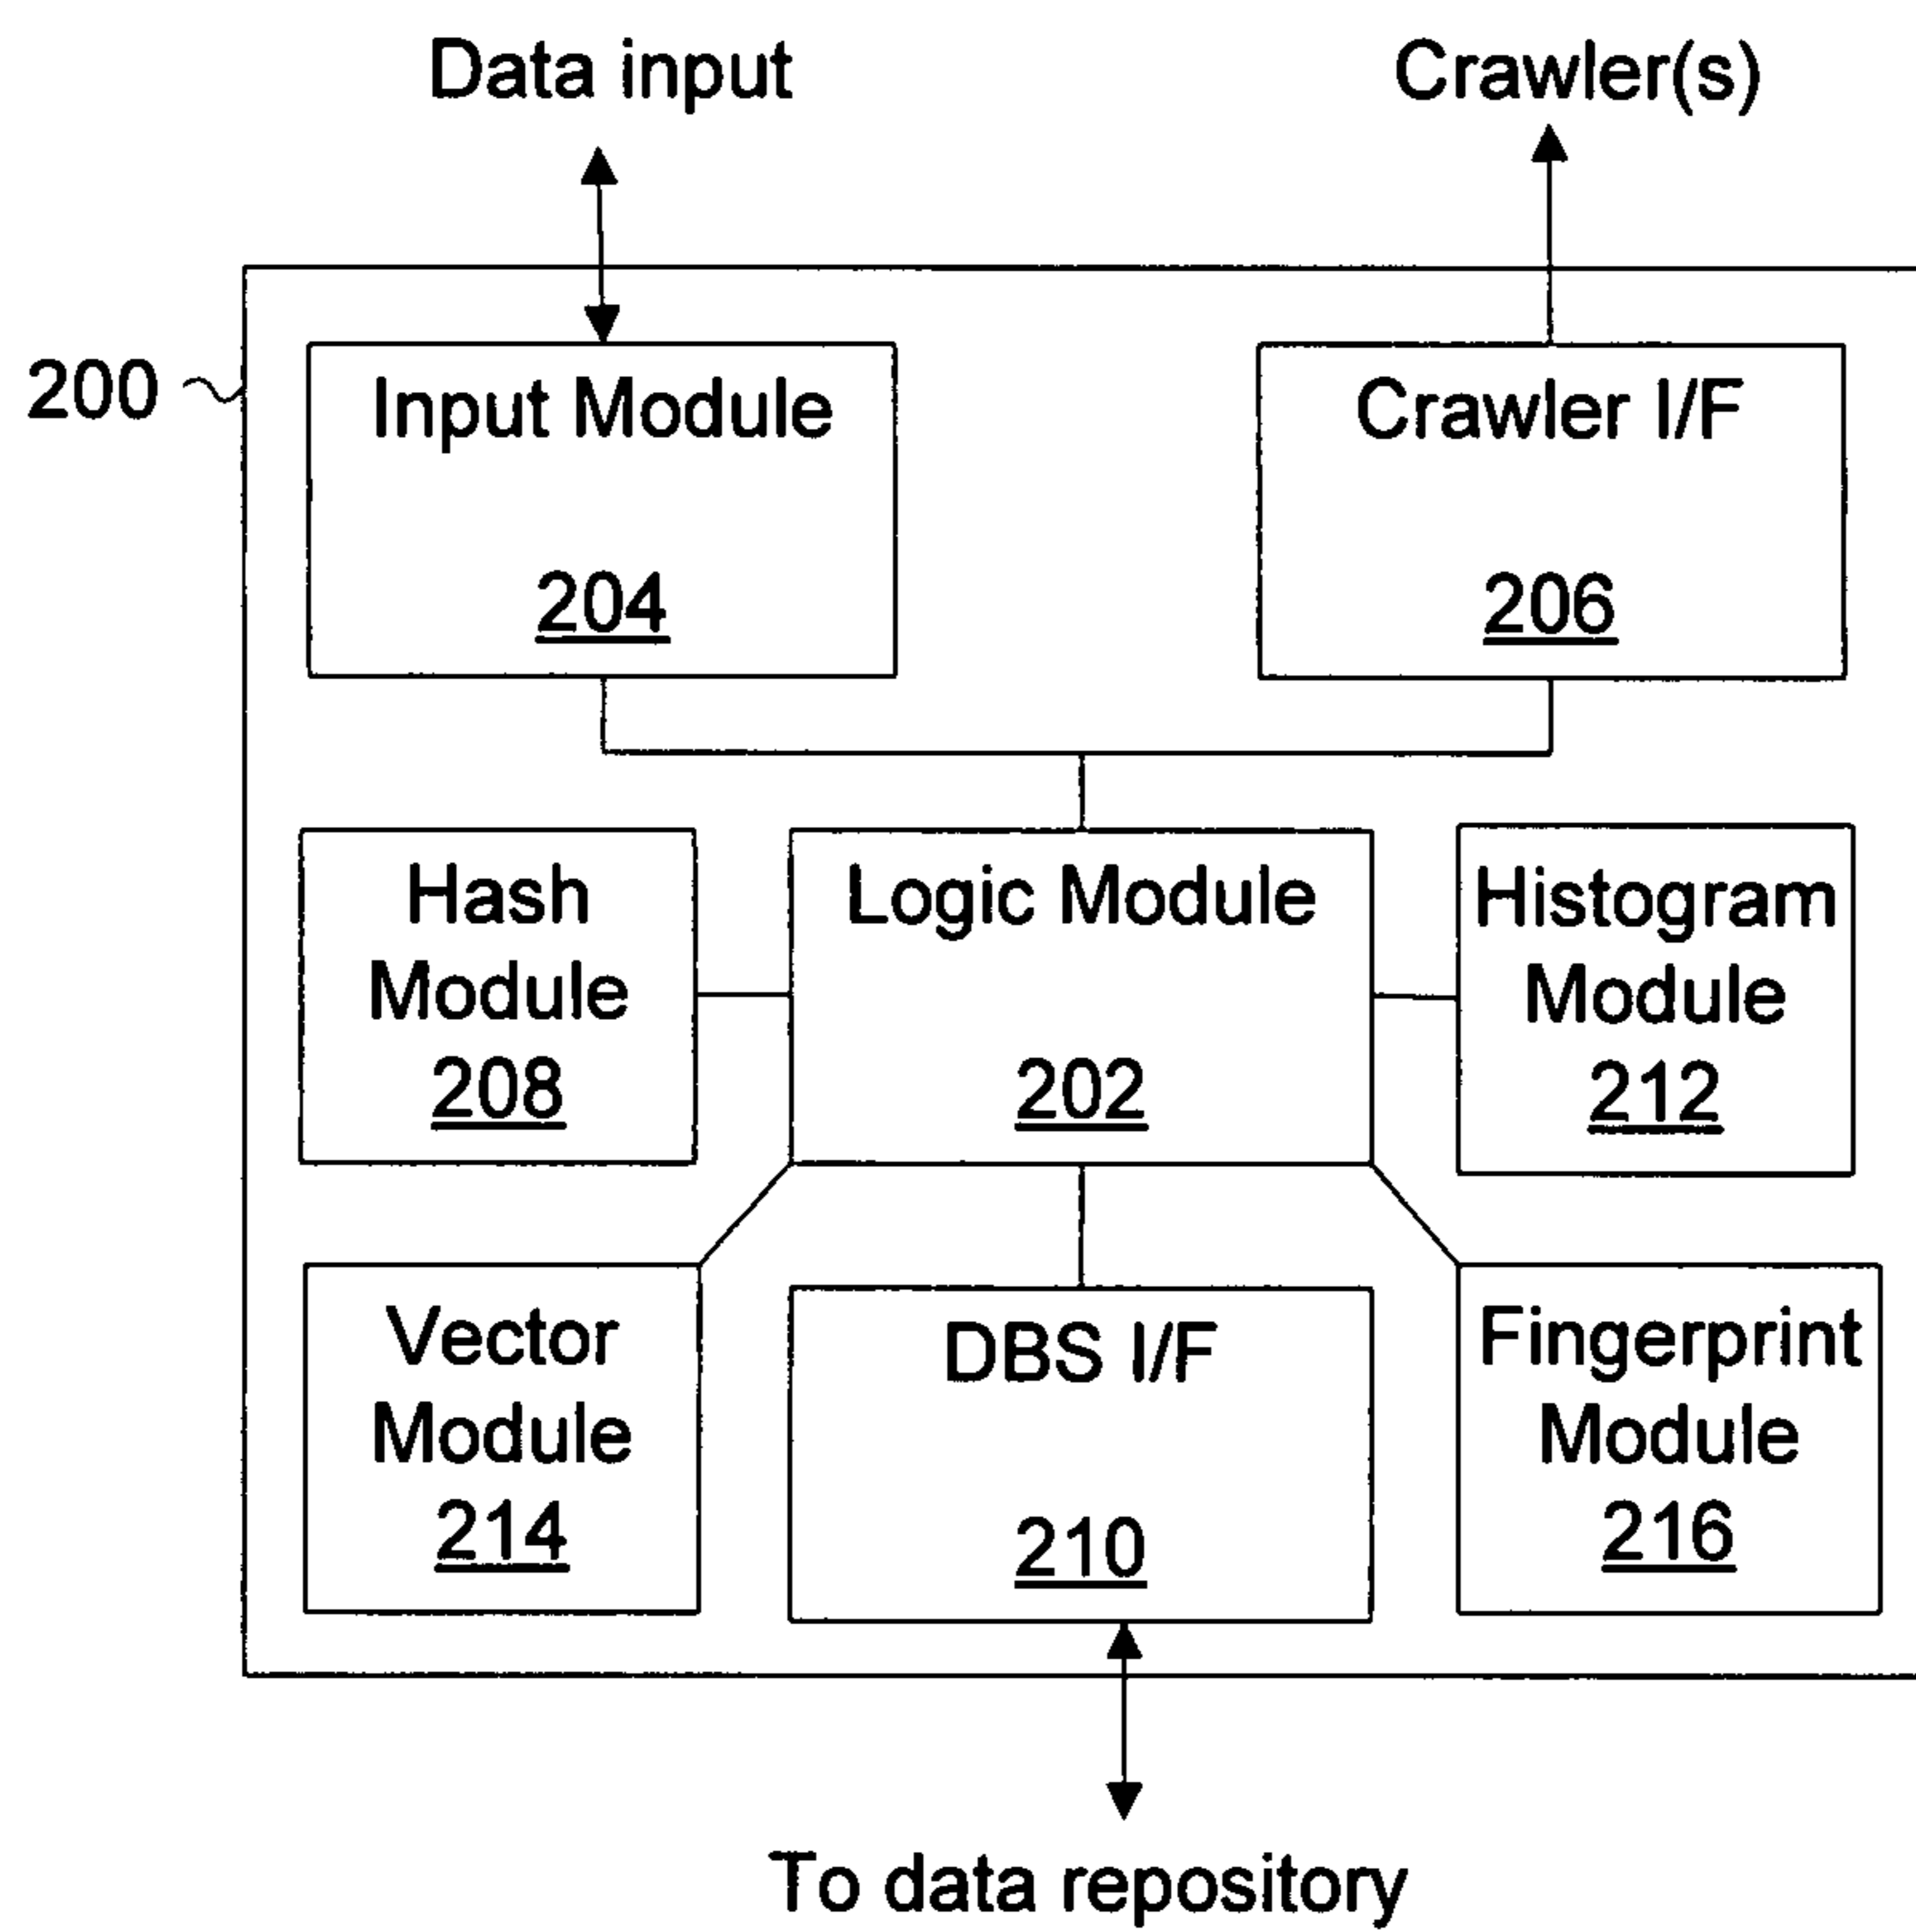 Data input
Crawler(s)
200
Input Module
204
Crawler I/F
206
Hash
Module
208
Logic Module
202
Histogram
Module
212
Vector
Module
214
DBS I/F
210
Fingerprint
Module
216
To data repository